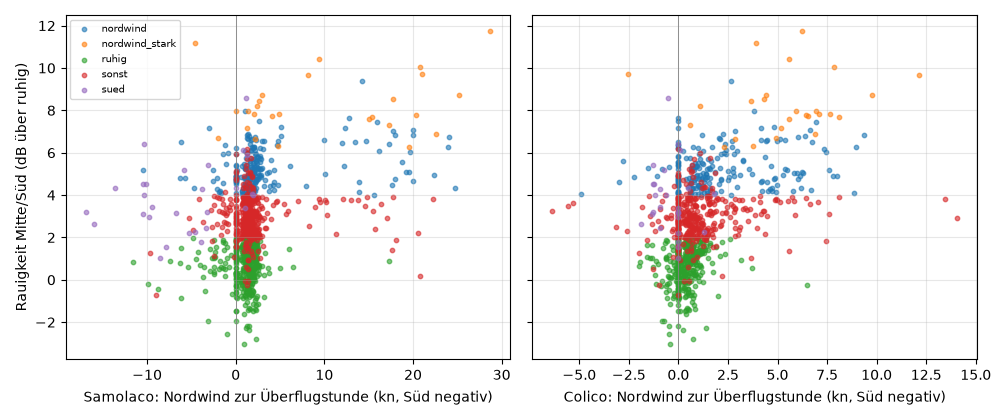 nordwind
nordwind_stark
ruhig
sonst
sued
Rauigkeit Mitte/Süd (dB über ruhig)
12
10
8
6
4
2
0
−2
−10
0
10
20
30
−5.0
−2.5
0.0
2.5
5.0
7.5
10.0
12.5
15.0
Samolaco: Nordwind zur Überflugstunde (kn, Süd negativ)
Colico: Nordwind zur Überflugstunde (kn, Süd negativ)